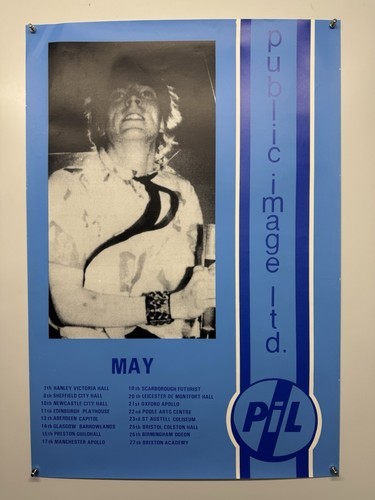 public image ltd.
MAY
7th HANLEY VICTORIA HALL
8th SHEFFIELD CITY HALL
10th NEWCASTLE CITY HALL
11th EDINBURGH PLAYHOUSE
13th ABERDEEN CAPITOL
14th GLASGOW BARROWLANDS
16th PRESTON GUILDHALL
17th MANCHESTER APOLLO
19th SCARBOROUGH FUTURIST
20th LEICESTER DE MONTFORT HALL
21st OXFORD APOLLO
22nd POOLE ARTS CENTRE
23rd ST AUSTELL COLISEUM
25th BRISTOL COLSTON HALL
26th BIRMINGHAM ODEON
27th BRIXTON ACADEMY
PiL